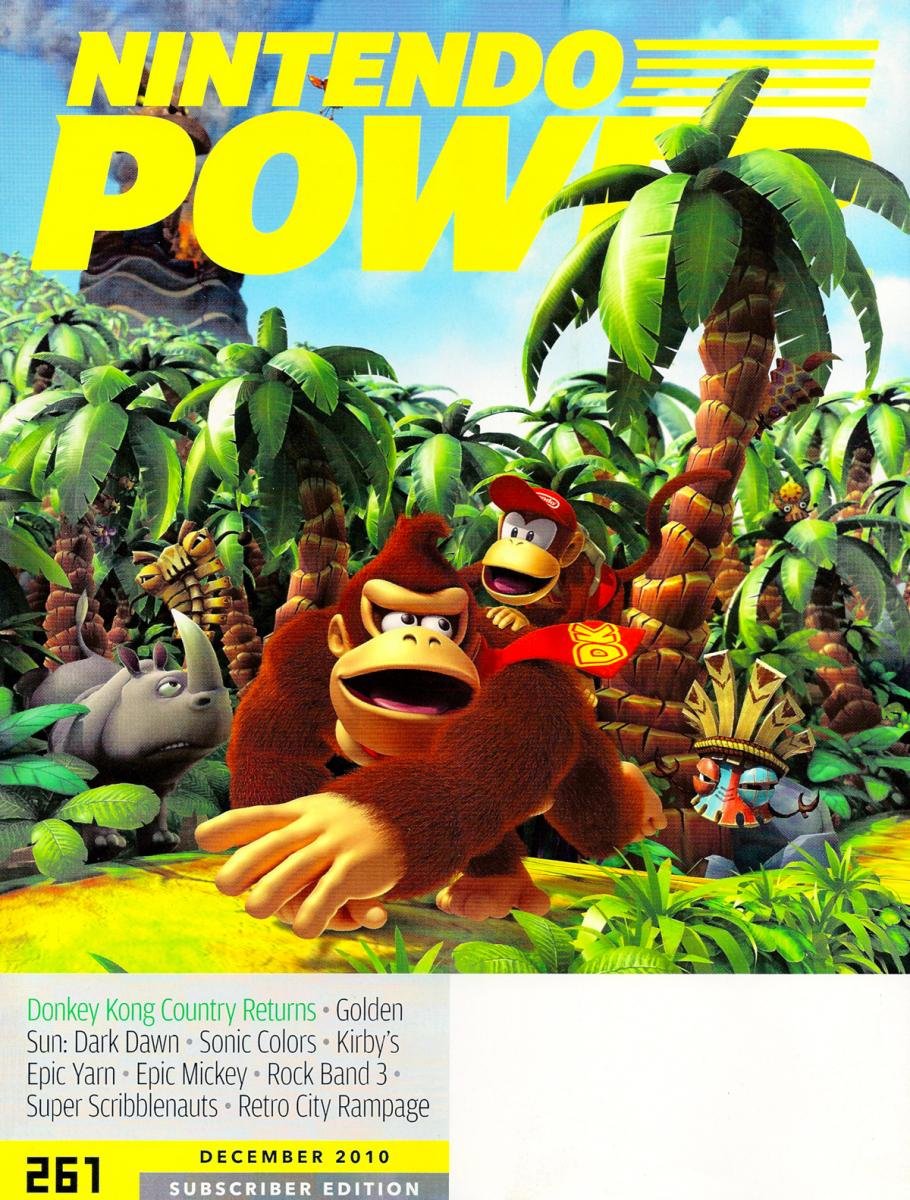 NINTENDO
POWER
DK
Donkey Kong Country Returns • Golden
Sun: Dark Dawn • Sonic Colors • Kirby's
Epic Yarn • Epic Mickey • Rock Band 3 •
Super Scribblenauts • Retro City Rampage
261
DECEMBER 2010
SUBSCRIBER EDITION